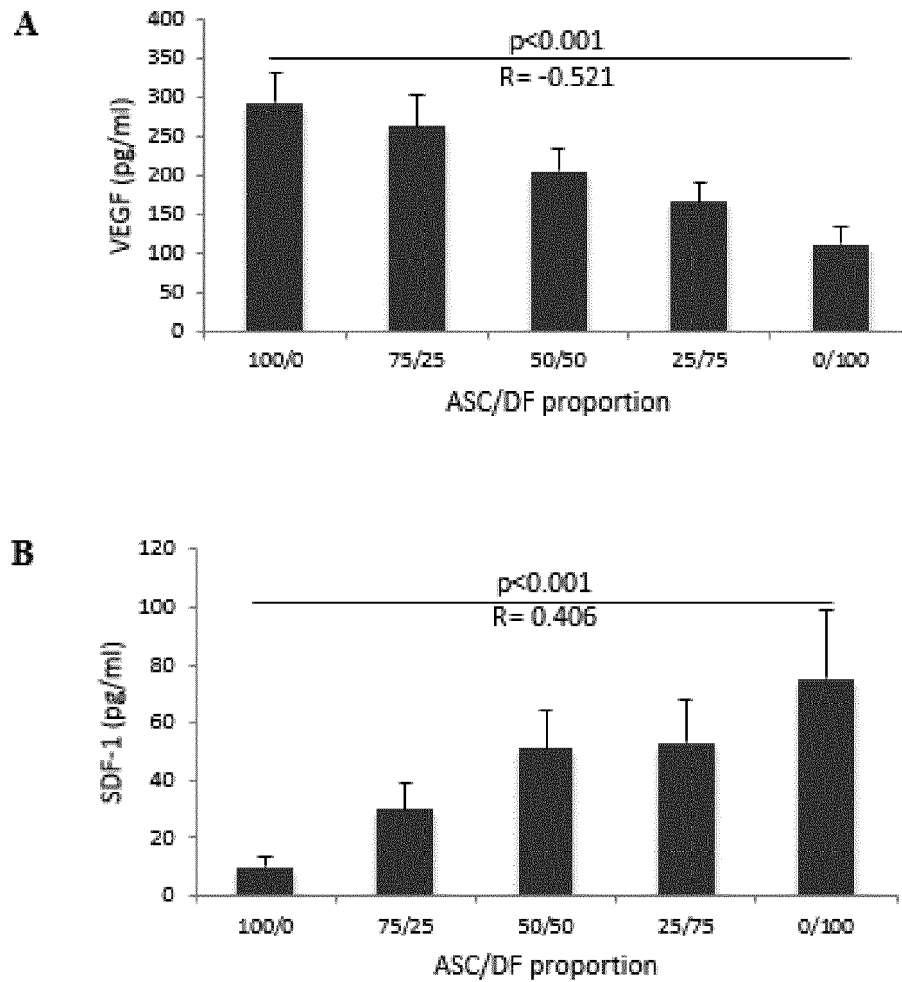 A
400
350
300
250
200
150
100
50
0
VEGF (pg/ml)
p<0.001
R= -0.521
100/0 75/25 50/50 25/75 0/100
ASC/DF proportion
B
120
100
80
60
40
20
0
SDF-1 (pg/ml)
p<0.001
R= 0.406
100/0 75/25 50/50 25/75 0/100
ASC/DF proportion